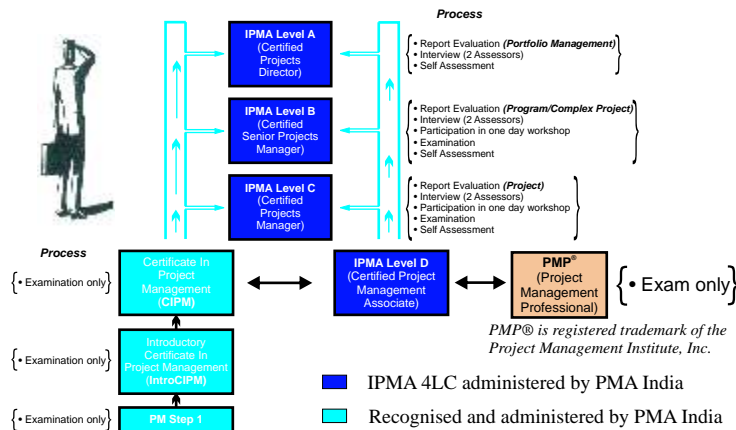 Process
IPMA Level A
(Certified
Projects
Director)
• Report Evaluation (Portfolio Management)
• Interview (2 Assessors)
• Self Assessment
IPMA Level B
(Certified
Senior Projects
Manager)
• Report Evaluation (Program/Complex Project)
• Interview (2 Assessors)
• Participation in one day workshop
• Examination
• Self Assessment
IPMA Level C
(Certified
Projects
Manager)
• Report Evaluation (Project)
• Interview (2 Assessors)
• Participation in one day workshop
• Examination
• Self Assessment
Process
• Examination only
Certificate In
Project
Management
(CIPM)
IPMA Level D
(Certified Project
Management
Associate)
PMP®
(Project
Management
Professional)
• Exam only
PMP® is registered trademark of the
Project Management Institute, Inc.
• Examination only
Introductory
Certificate In
Project Management
(IntroCIPM)
IPMA 4LC administered by PMA India
• Examination only
PM Step 1
Recognised and administered by PMA India